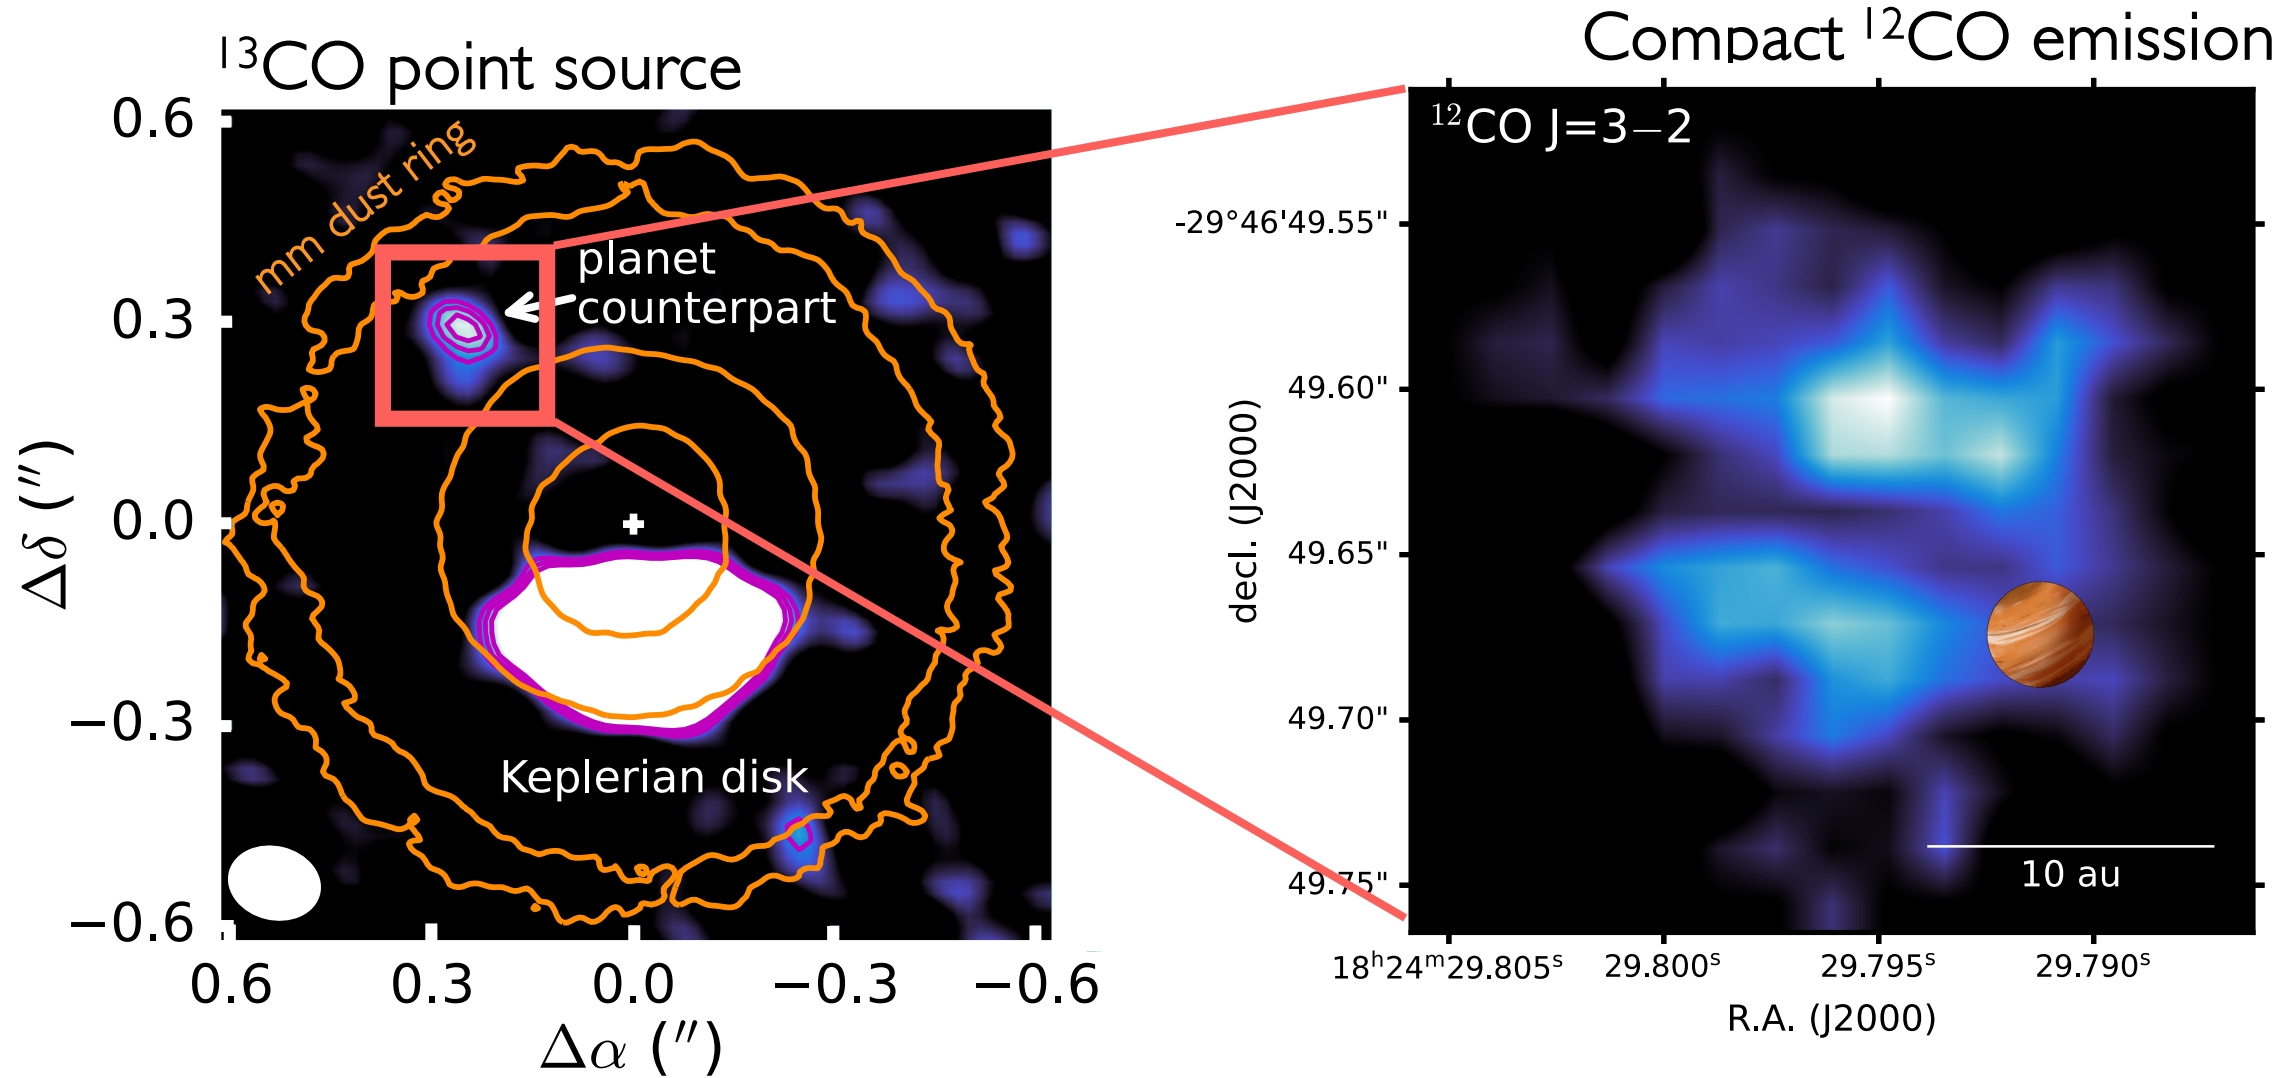 ¹³CO point source
Compact ¹²CO emission
0.6
0.3
0.0
−0.3
−0.6
Δδ (″)
mm dust ring
planet
counterpart
Keplerian disk
0.6
0.3
0.0
−0.3
−0.6
Δα (″)
¹²CO J=3−2
-29°46'49.55"
49.60"
49.65"
49.70"
49.75"
decl. (J2000)
10 au
18ʰ24ᵐ29.805ˢ
29.800ˢ
29.795ˢ
29.790ˢ
R.A. (J2000)